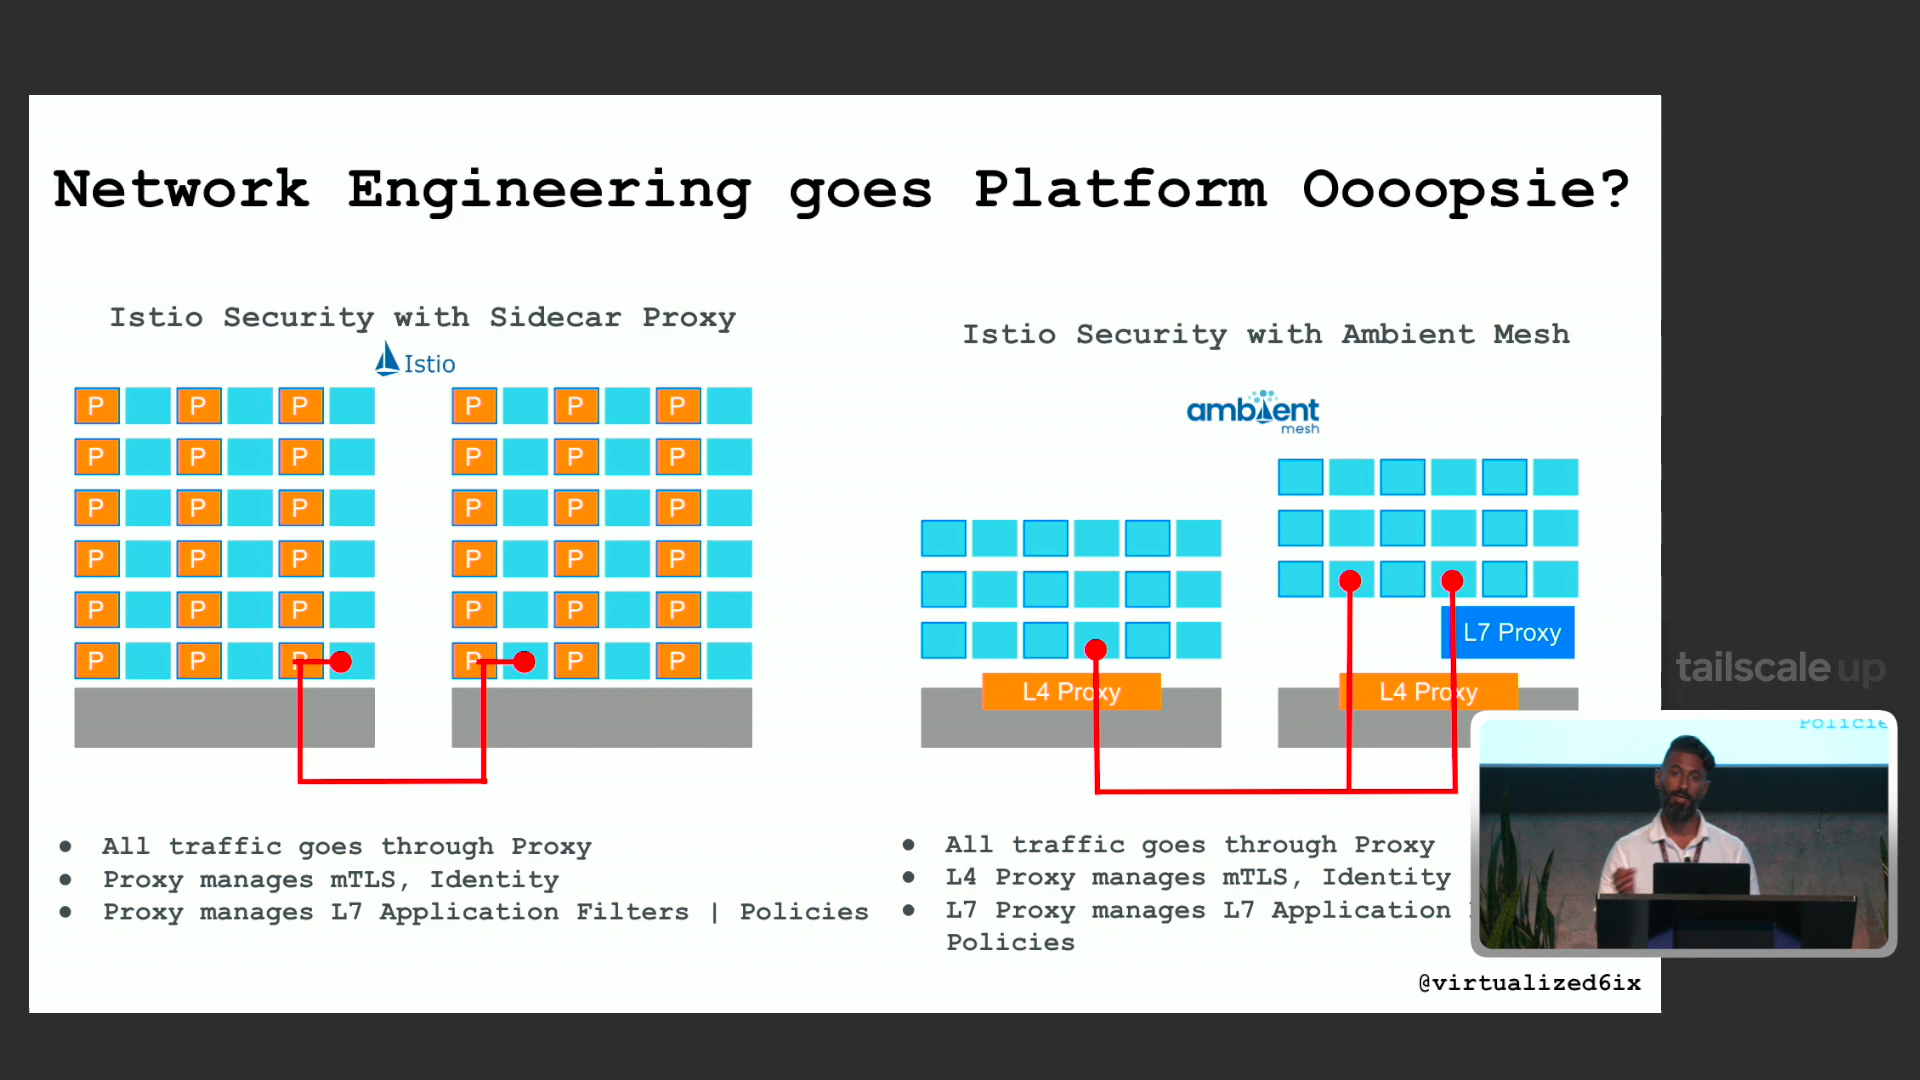 Network Engineering goes Platform Oooopsie?
Istio Security with Sidecar Proxy
Istio
P P P P P P
P P P P P P
P P P P P P
P P P P P P
P P P P P P
P P P P P P
All traffic goes through Proxy
Proxy manages mTLS, Identity
Proxy manages L7 Application Filters | Policies
Istio Security with Ambient Mesh
ambient
mesh
L7 Proxy
L4 Proxy L4 Proxy
All traffic goes through Proxy
L4 Proxy manages mTLS, Identity
L7 Proxy manages L7 Application
Policies
@virtualized6ix
tailscale up